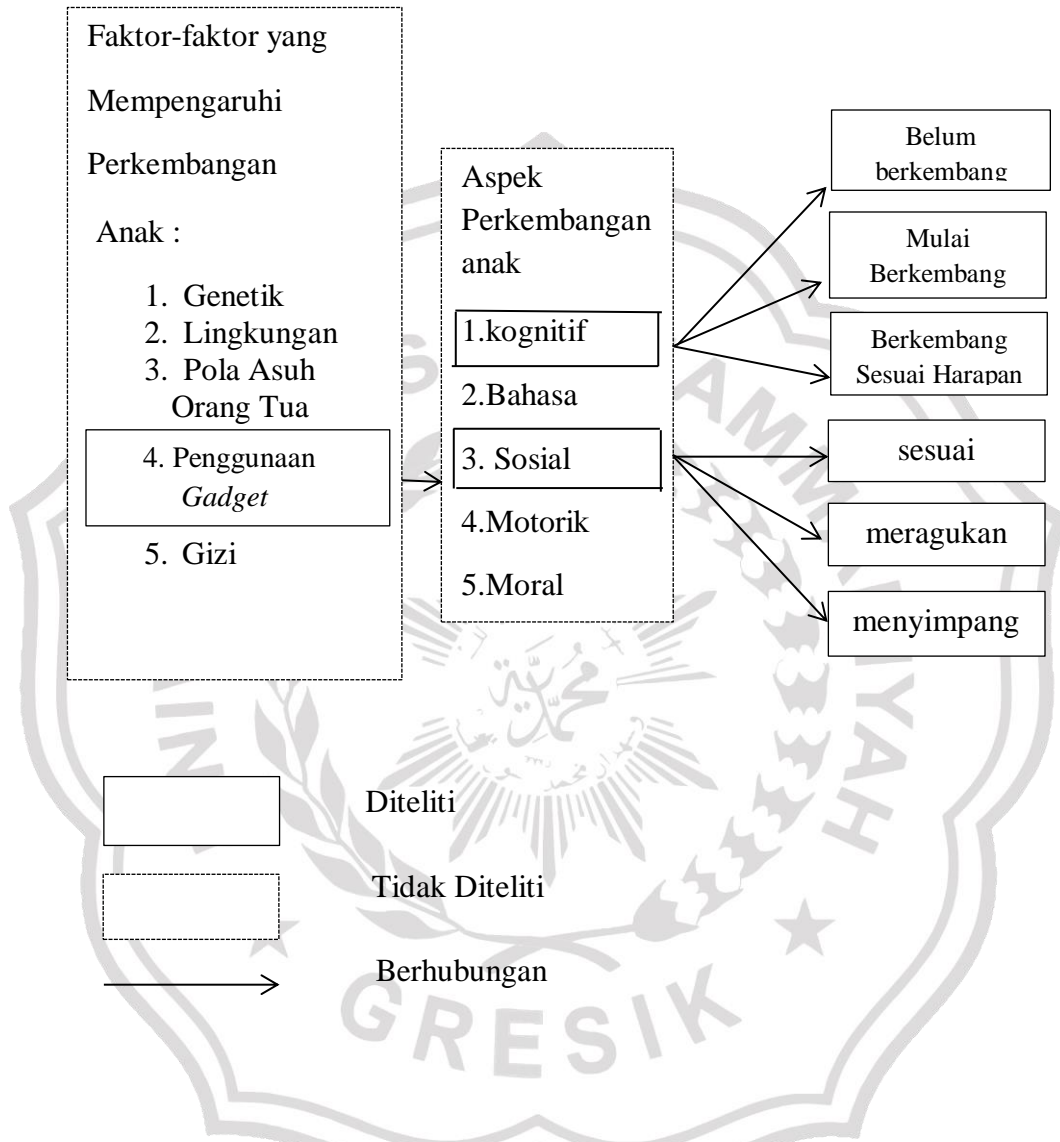 Faktor-faktor yang
Mempengaruhi
Perkembangan
Anak :
1. Genetik
2. Lingkungan
3. Pola Asuh
Orang Tua
4. Penggunaan
Gadget
5. Gizi
Aspek
Perkembangan
anak
1.kognitif
2.Bahasa
3. Sosial
4.Motorik
5.Moral
Belum
berkembang
Mulai
Berkembang
Berkembang
Sesuai Harapan
sesuai
meragukan
menyimpang
Diteliti
Tidak Diteliti
Berhubungan
GRESIK